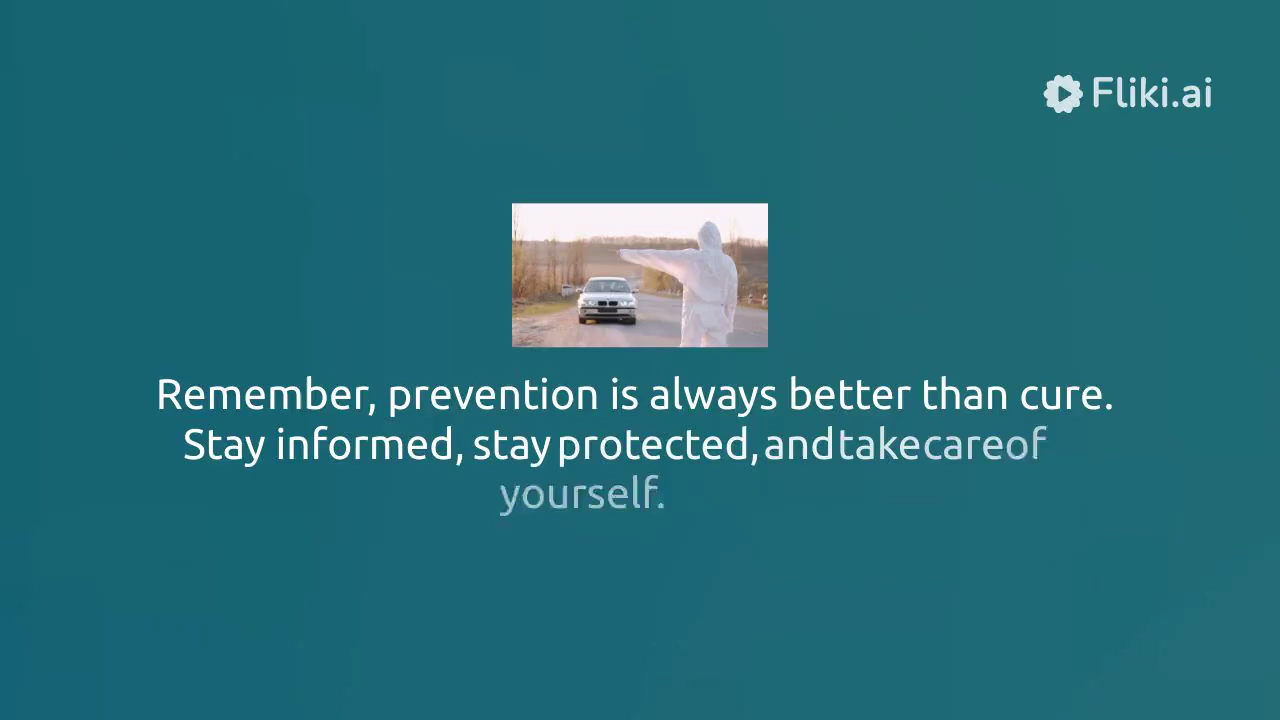 Fliki.ai
Remember, prevention is always better than cure.
Stay informed, stay protected, and take care of
yourself.